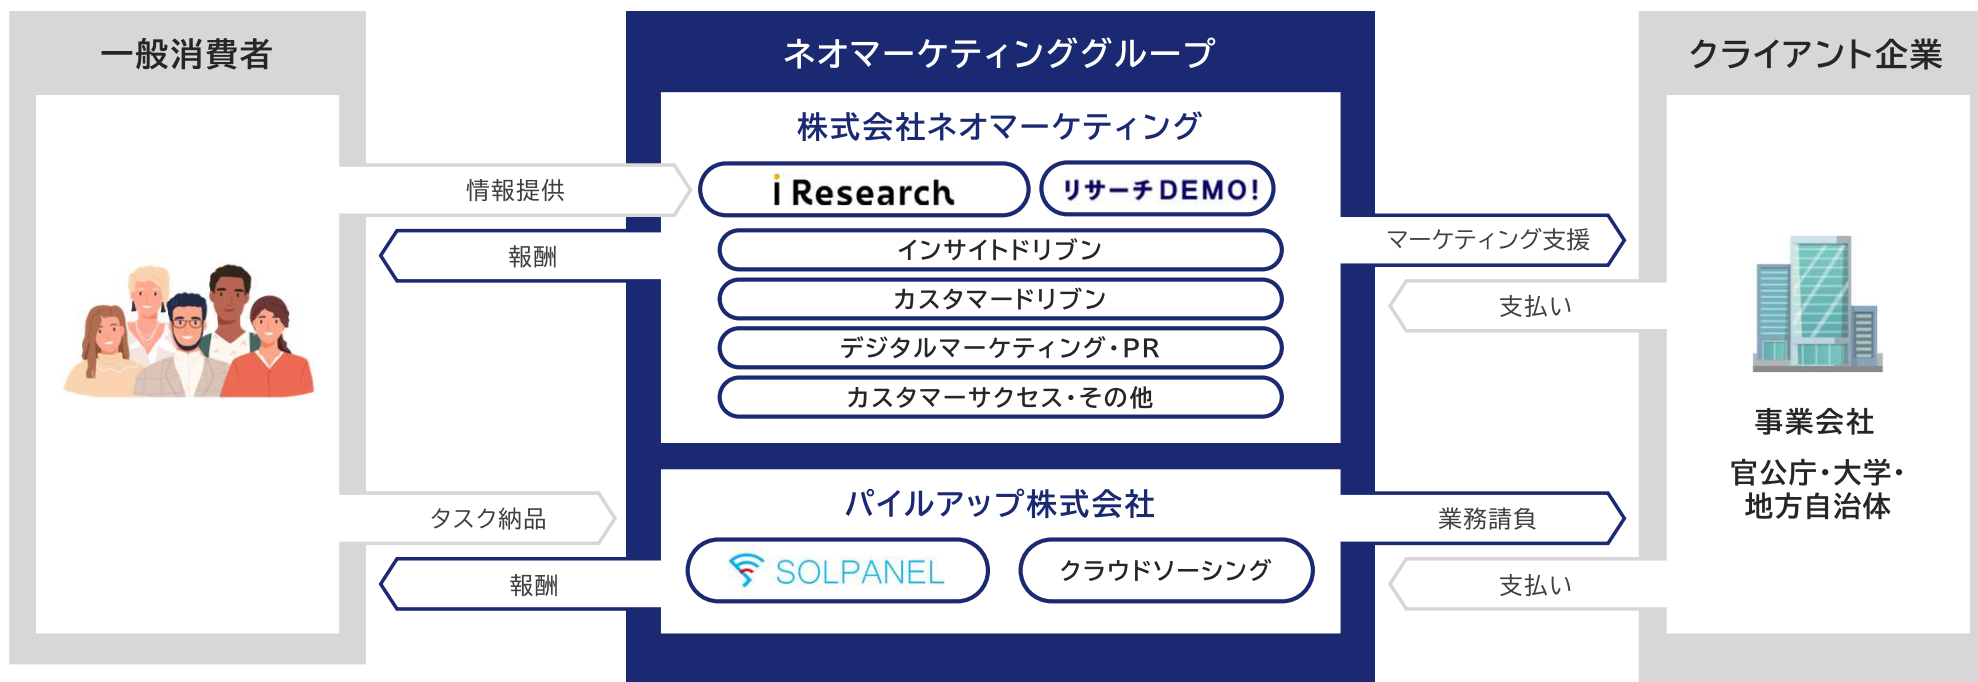 一般消費者
ネオマーケティンググループ
クライアント企業
株式会社ネオマーケティング
情報提供
i Research
リサーチDEMO!
報酬
インサイトドリブン
カスタマードリブン
デジタルマーケティング・PR
カスタマーサクセス・その他
マーケティング支援
支払い
事業会社
官公庁・大学・
地方自治体
タスク納品
報酬
パイルアップ株式会社
SOLPANEL
クラウドソーシング
業務請負
支払い